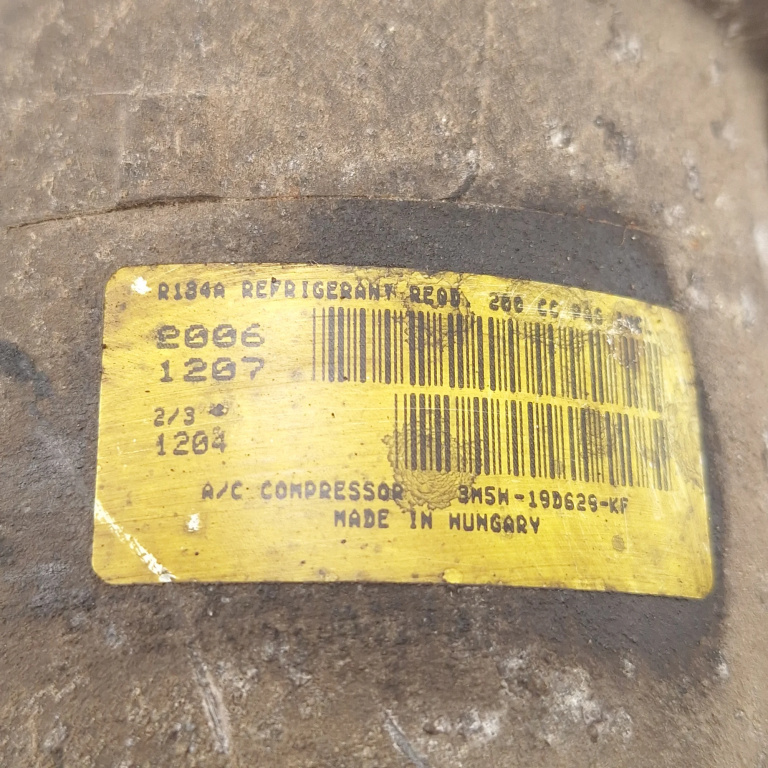 R134A REFRIGERANT REQD. 200 CC PAG
2006
1207
2/3
1204
A/C COMPRESSOR 3M5H-19D629-KF
MADE IN HUNGARY